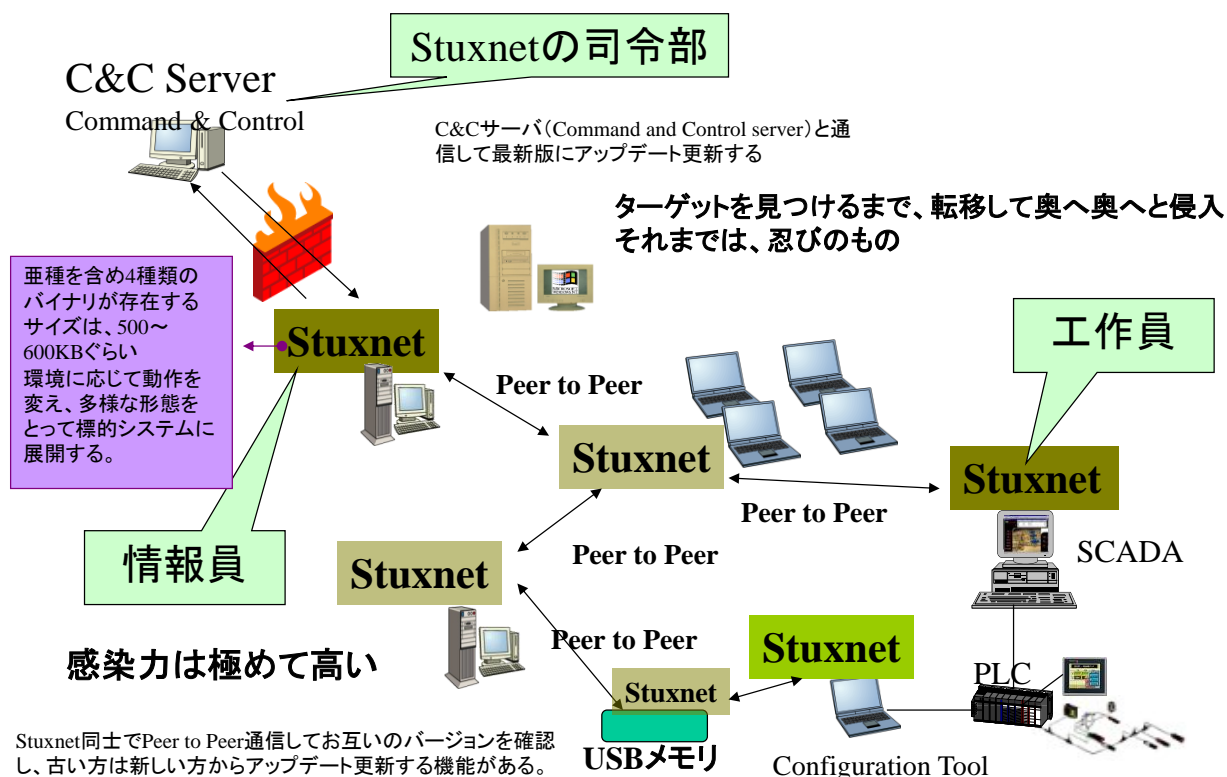 Stuxnetの司令部
C&C Server
Command & Control
C&Cサーバ（Command and Control server）と通
信して最新版にアップデート更新する
ターゲットを見つけるまで、転移して奥へ奥へと侵入
それまでは、忍びのもの
亜種を含め4種類の
バイナリが存在する
サイズは、500～
600KBぐらい
環境に応じて動作を
変え、多様な形態を
とって標的システムに
展開する。
Stuxnet
工作員
Peer to Peer
Stuxnet
Stuxnet
Peer to Peer
情報員
Stuxnet
Peer to Peer
SCADA
Peer to Peer
Stuxnet
感染力は極めて高い
Stuxnet
PLC
USBメモリ
Configuration Tool
Stuxnet同士でPeer to Peer通信してお互いのバージョンを確認
し、古い方は新しい方からアップデート更新する機能がある。